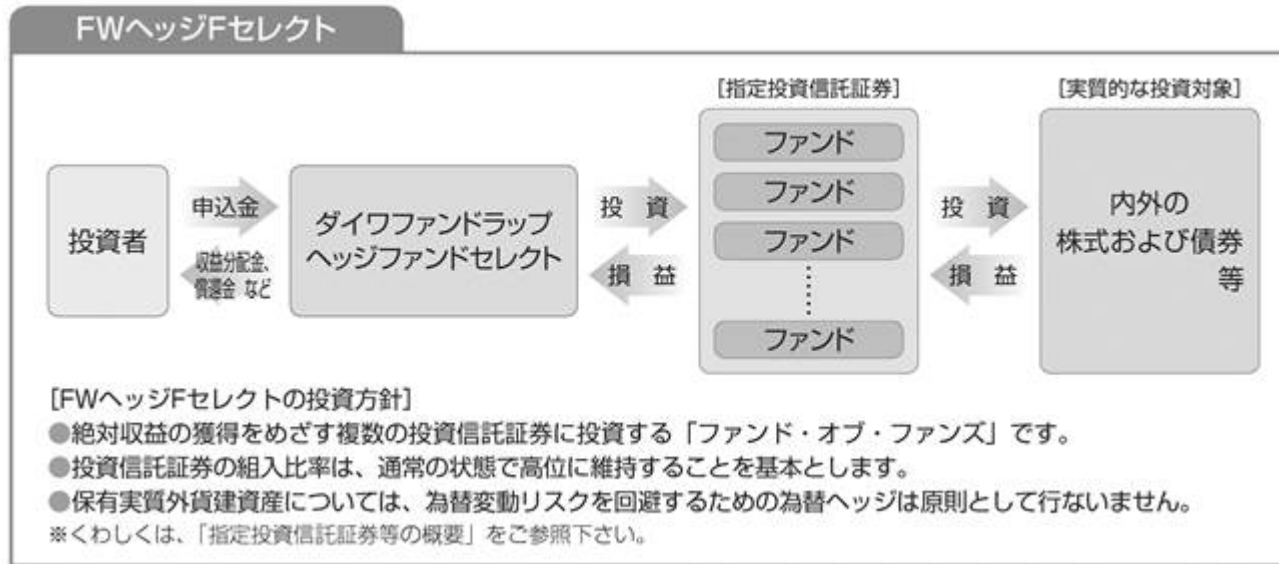 FWヘッジFセレクト
[指定投資信託証券]
[実質的な投資対象]
投資者
申込金
収益分配金、
償還金 など
ダイワファンドラップ
ヘッジファンドセレクト
投 資
損 益
ファンド
ファンド
ファンド
ファンド
投 資
損 益
内外の
株式および債券
等
[FWヘッジFセレクトの投資方針]
●絶対収益の獲得をめざす複数の投資信託証券に投資する「ファンド・オブ・ファンズ」です。
●投資信託証券の組入比率は、通常の状態で高位に維持することを基本とします。
●保有実質外貨建資産については、為替変動リスクを回避するための為替ヘッジは原則として行ないません。
※くわしくは、「指定投資信託証券等の概要」をご参照下さい。